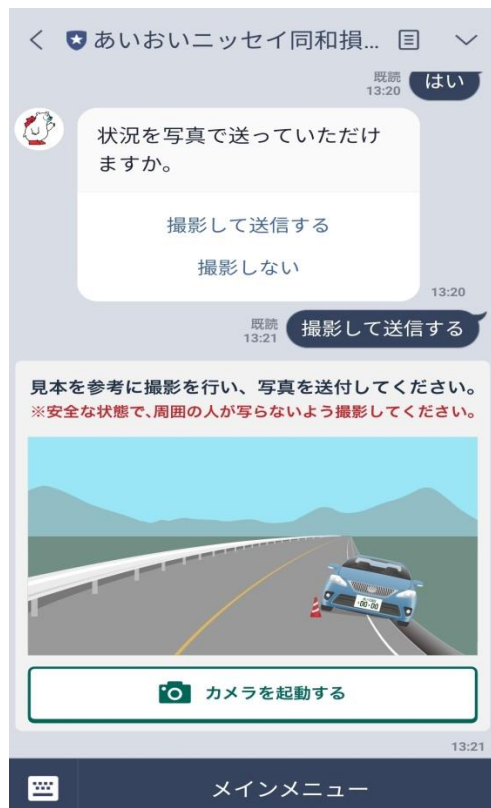 あいおいニッセイ同和損...
既読
13:20
はい
状況を写真で送っていただけ
ますか。
撮影して送信する
撮影しない
13:20
既読
13:21
撮影して送信する
見本を参考に撮影を行い、写真を送付してください。
※安全な状態で、周囲の人が写らないよう撮影してください。
・00-00
カメラを起動する
13:21
メインメニュー